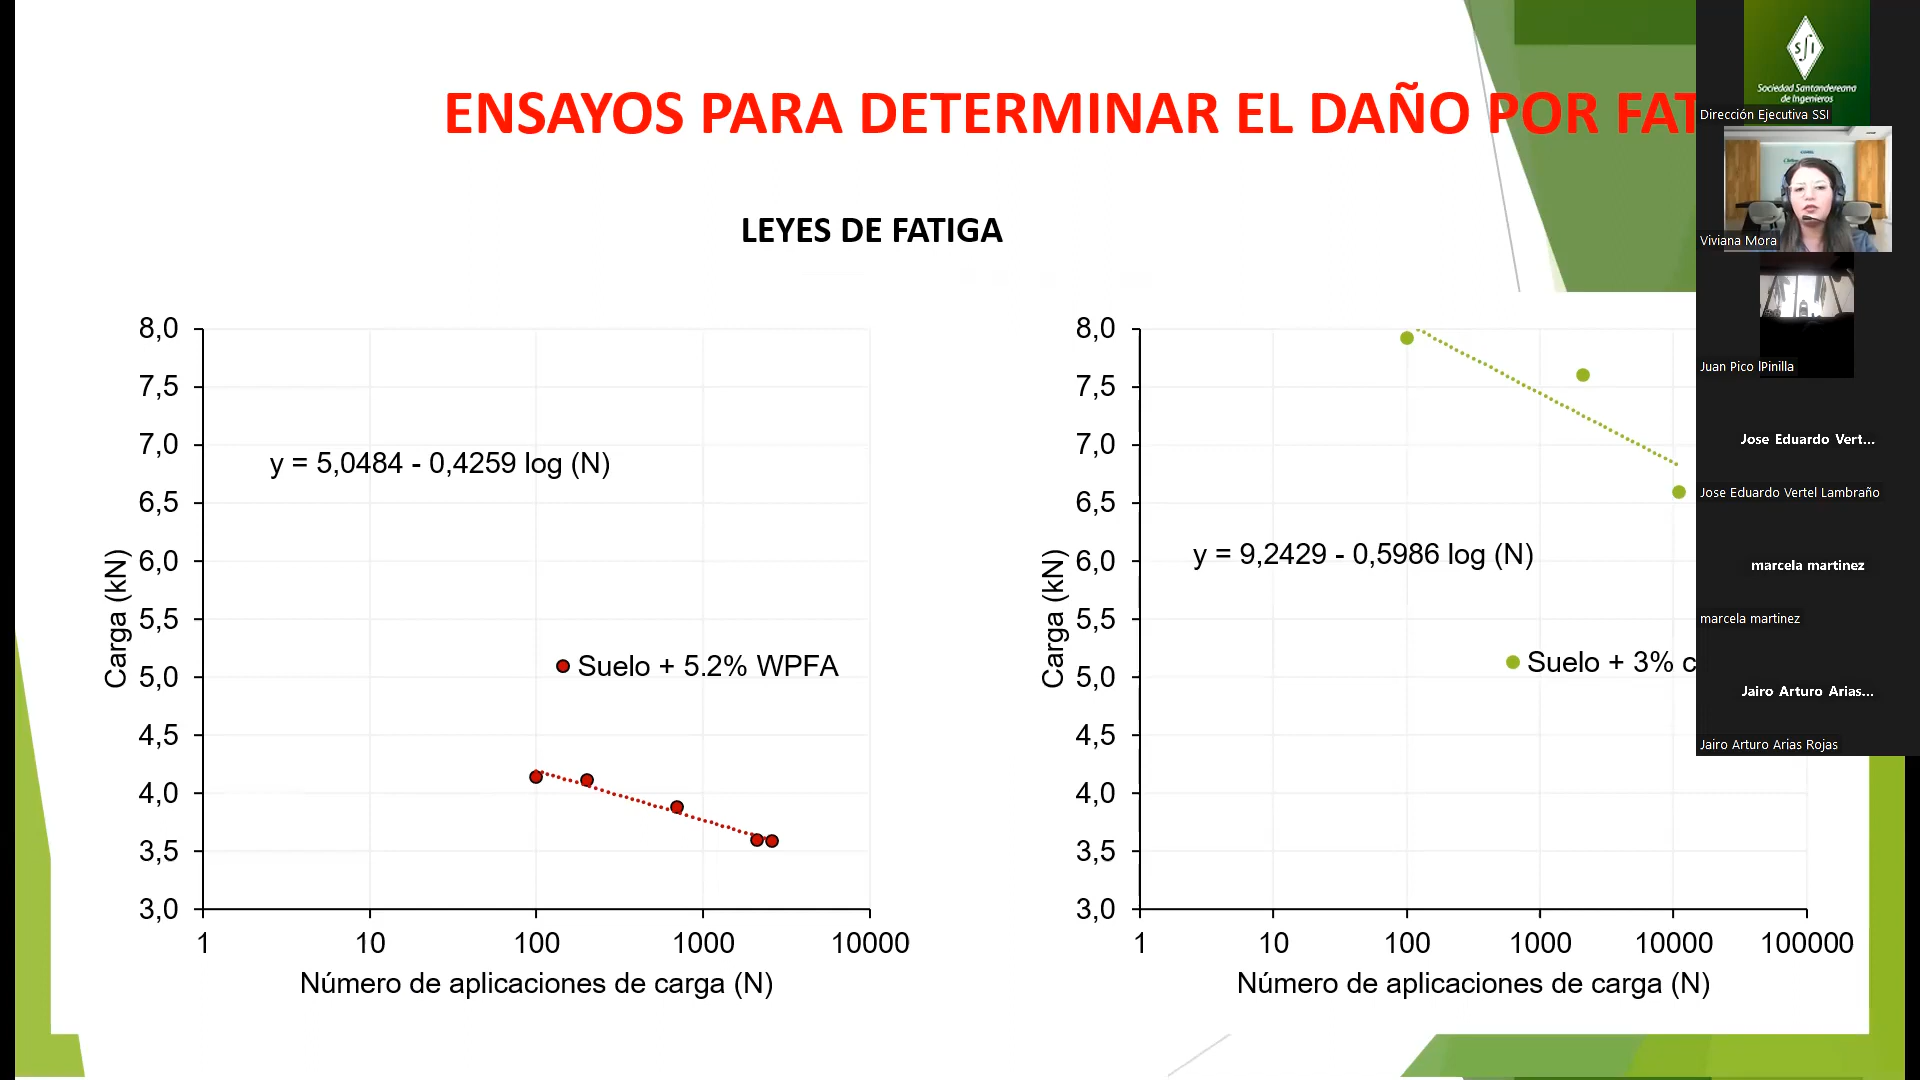 ENSAYOS PARA DETERMINAR EL DAÑO POR FAT
LEYES DE FATIGA
8,0
7,5
7,0
6,5
6,0
5,5
5,0
4,5
4,0
3,5
3,0
Carga (kN)
y = 5,0484 - 0,4259 log (N)
Suelo + 5.2% WPFA
1 10 100 1000 10000
Número de aplicaciones de carga (N)
8,0
7,5
7,0
6,5
6,0
5,5
5,0
4,5
4,0
3,5
3,0
Carga (kN)
y = 9,2429 - 0,5986 log (N)
Suelo + 3% c
1 10 100 1000 10000 100000
Número de aplicaciones de carga (N)
SSI
Sociedad Santandereana
de Ingenieros
Dirección Ejecutiva SSI
Viviana Mora
Juan Pico lPinilla
Jose Eduardo Vert...
Jose Eduardo Vertel Lambraño
marcela martinez
marcela martinez
Jairo Arturo Arias...
Jairo Arturo Arias Rojas